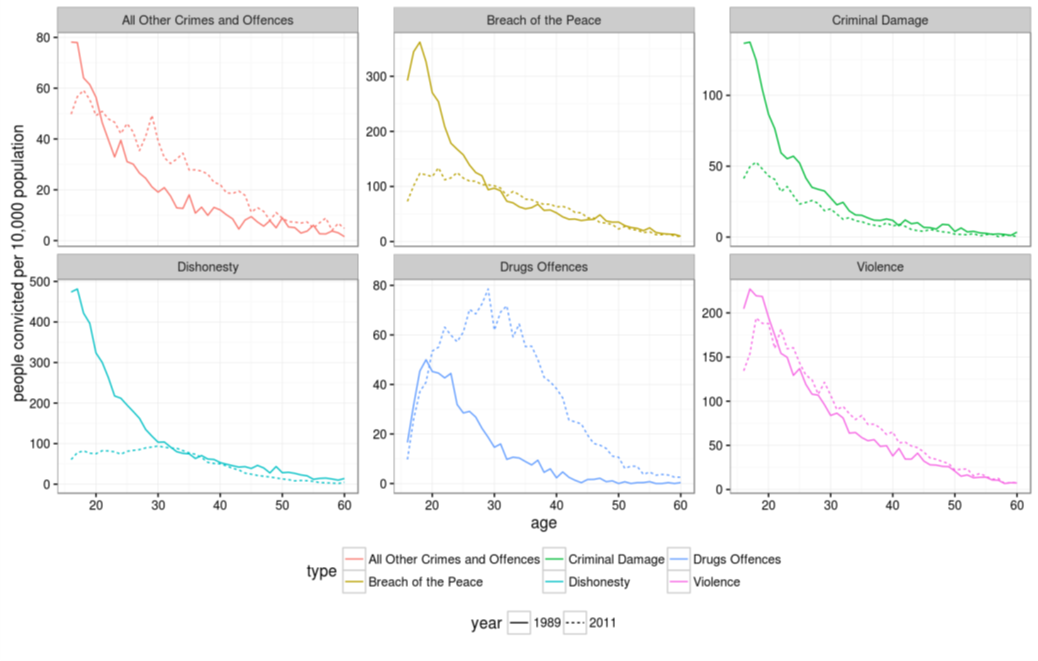 All Other Crimes and Offences
Breach of the Peace
Criminal Damage
80
60
40
20
0
300
200
100
0
100
50
0
people convicted per 10,000 population
Dishonesty
Drugs Offences
Violence
500
400
300
200
100
0
80
60
40
20
0
200
150
100
50
0
20 30 40 50 60
20 30 40 50 60
20 30 40 50 60
age
type
All Other Crimes and Offences Criminal Damage Drugs Offences
Breach of the Peace Dishonesty Violence
year 1989 2011